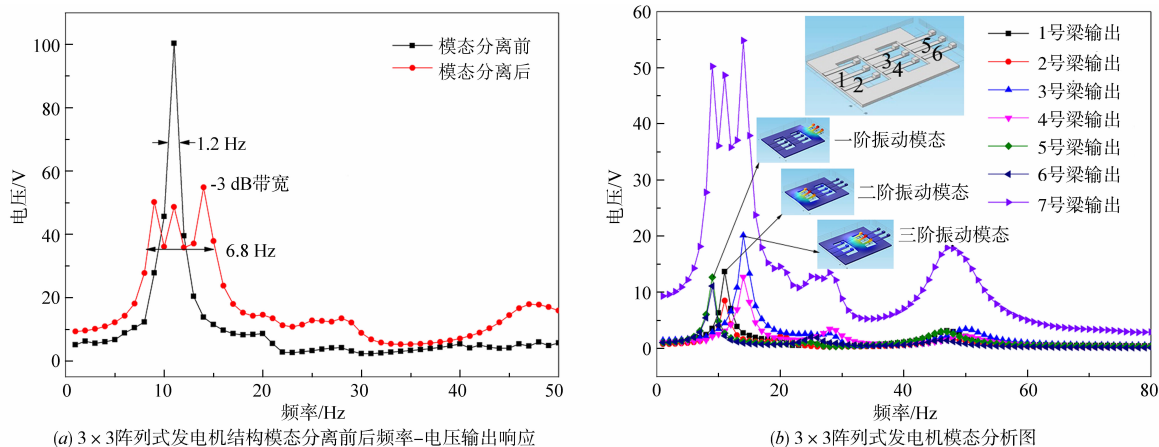 100
80
60
40
20
0
电压/V
0
10
20
30
40
50
频率/Hz
模态分离前
模态分离后
1.2 Hz
-3 dB带宽
6.8 Hz
(a) 3×3阵列式发电机结构模态分离前后频率-电压输出响应
60
50
40
30
20
10
0
电压/V
0
20
40
60
80
频率/Hz
1
2
3
4
5
6
1号梁输出
2号梁输出
3号梁输出
4号梁输出
5号梁输出
6号梁输出
7号梁输出
一阶振动模态
二阶振动模态
三阶振动模态
(b) 3×3阵列式发电机模态分析图